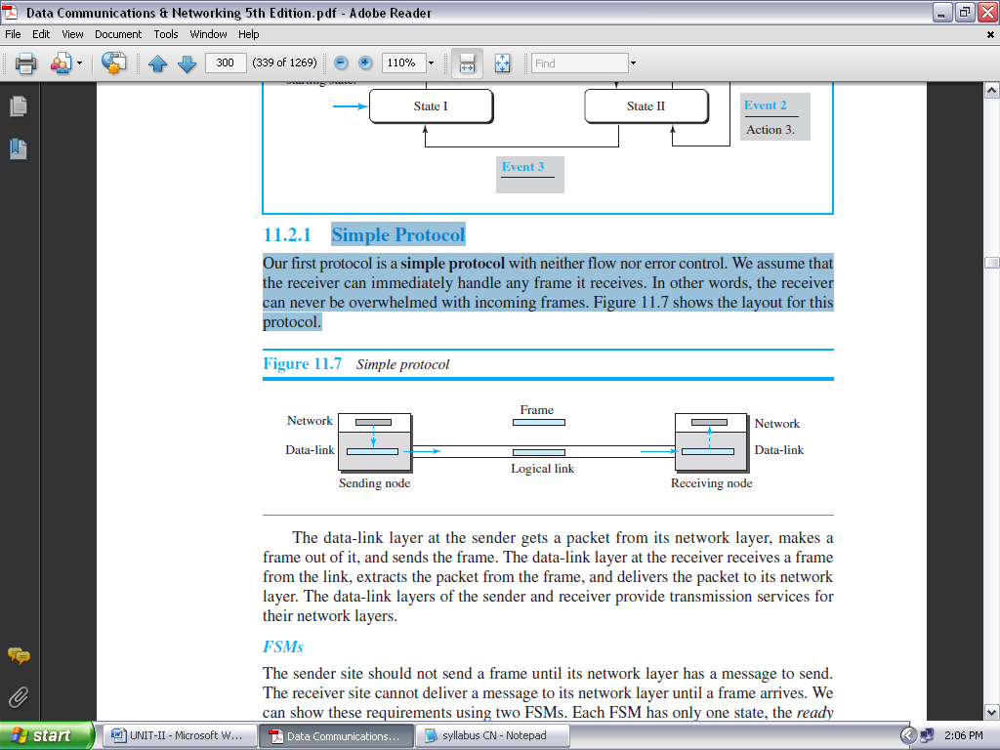 Data Communications & Networking 5th Edition.pdf - Adobe Reader
File Edit View Document Tools Window Help
300 (339 of 1269) 110% Find
State I
State II
Event 2
Action 3.
Event 3
11.2.1 Simple Protocol
Our first protocol is a simple protocol with neither flow nor error control. We assume that
the receiver can immediately handle any frame it receives. In other words, the receiver
can never be overwhelmed with incoming frames. Figure 11.7 shows the layout for this
protocol.
Figure 11.7 Simple protocol
Frame
Network
Network
Data-link
Data-link
Logical link
Sending node
Receiving node
The data-link layer at the sender gets a packet from its network layer, makes a
frame out of it, and sends the frame. The data-link layer at the receiver receives a frame
from the link, extracts the packet from the frame, and delivers the packet to its network
layer. The data-link layers of the sender and receiver provide transmission services for
their network layers.
FSMs
The sender site should not send a frame until its network layer has a message to send.
The receiver site cannot deliver a message to its network layer until a frame arrives. We
can show these requirements using two FSMs. Each FSM has only one state, the ready
start UNIT-II - Microsoft W... Data Communications... syllabus CN - Notepad 2:06 PM